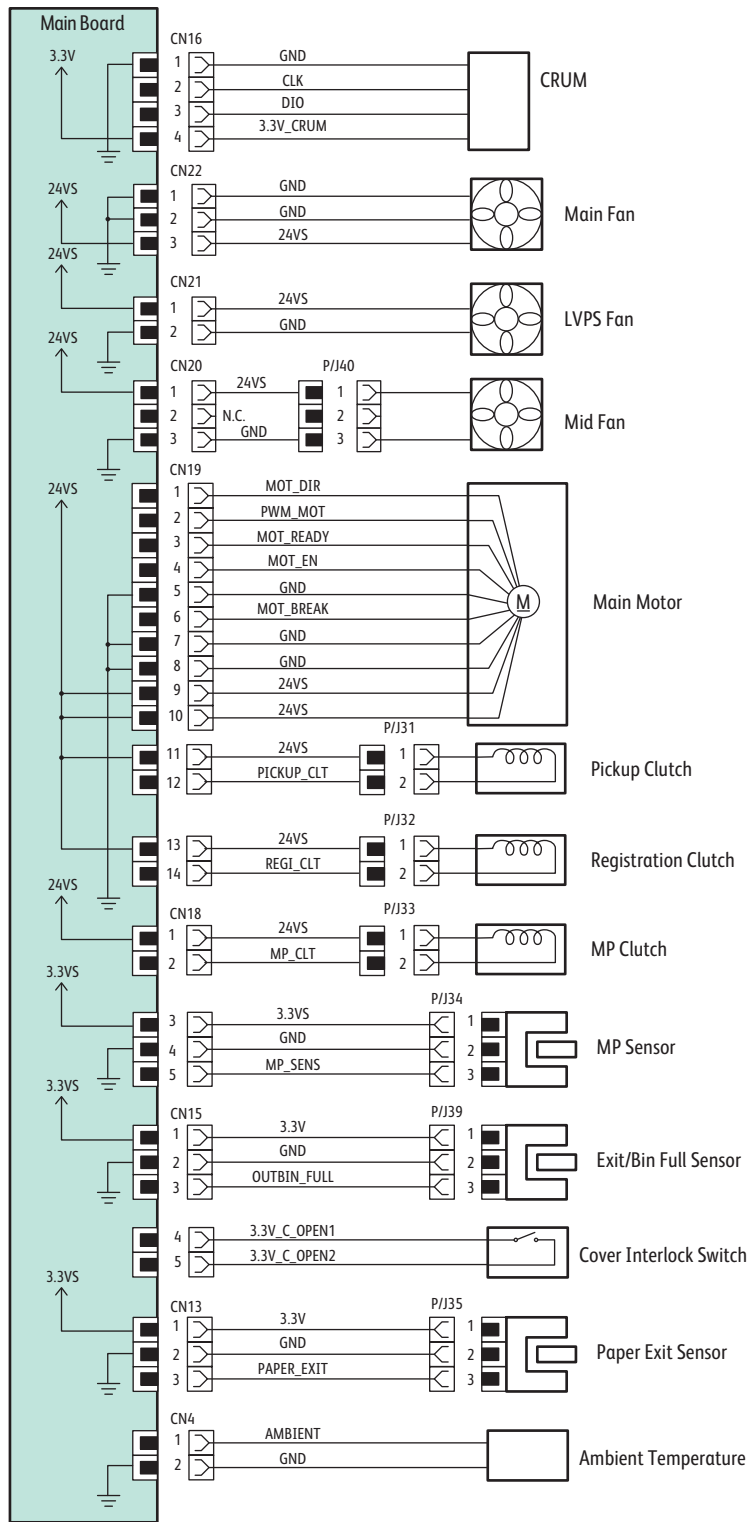 Main Board
CN16
3.3V
1 GND
2 CLK
3 DIO
4 3.3V_CRUM
CRUM
CN22
24VS
1 GND
2 GND
3 24VS
Main Fan
24VS
CN21
1 24VS
2 GND
LVPS Fan
24VS
CN20 P/J40
1 24VS 1
2 N.C. 2
3 GND 3
Mid Fan
CN19
24VS
1 MOT_DIR
2 PWM_MOT
3 MOT_READY
4 MOT_EN
5 GND
6 MOT_BREAK
7 GND
8 GND
9 24VS
10 24VS
M
Main Motor
P/J31
11 24VS 1
12 PICKUP_CLT 2
Pickup Clutch
P/J32
13 24VS 1
14 REGI_CLT 2
Registration Clutch
24VS
CN18 P/J33
1 24VS 1
2 MP_CLT 2
MP Clutch
3.3VS
P/J34
3 3.3VS 1
4 GND 2
5 MP_SENS 3
MP Sensor
3.3VS
CN15 P/J39
1 3.3V 1
2 GND 2
3 OUTBIN_FULL 3
Exit/Bin Full Sensor
4 3.3V_C_OPEN1
5 3.3V_C_OPEN2
Cover Interlock Switch
3.3VS
CN13 P/J35
1 3.3V 1
2 GND 2
3 PAPER_EXIT 3
Paper Exit Sensor
CN4
1 AMBIENT
2 GND
Ambient Temperature